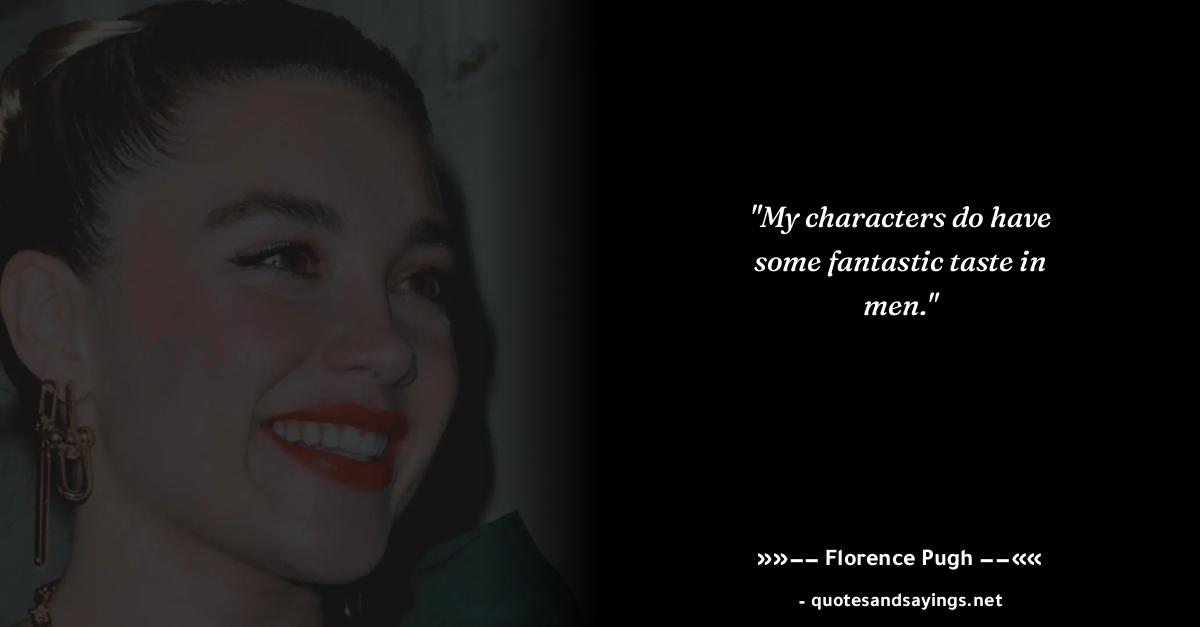 "My characters do have
some fantastic taste in
men."
»»–– Florence Pugh ––««
- quotesandsayings.net